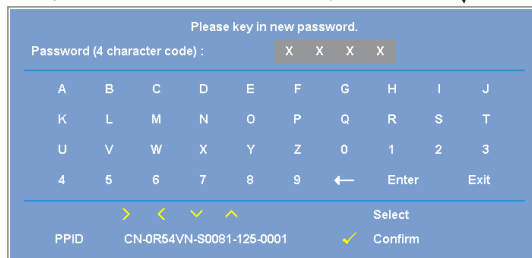 Please key in new password.
Password (4 character code) : X X X X
A B C D E F G H I J
K L M N O P Q R S T
U V W X Y Z 0 1 2 3
4 5 6 7 8 9 ← Enter Exit
Select
PPID CN-0R54VN-S0081-125-0001 ✓ Confirm